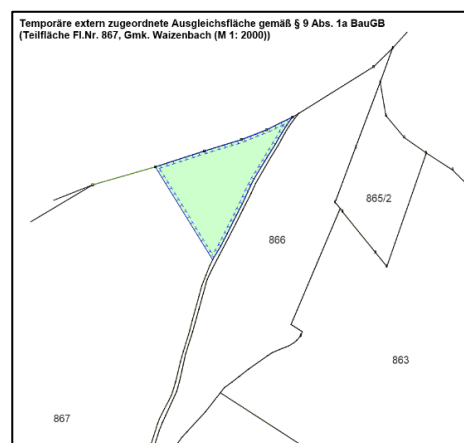 Temporäre extern zugeordnete Ausgleichsfläche gemäß § 9 Abs. 1a BauGB
(Teilfläche Fl.Nr. 867, Gmk. Waizenbach (M 1: 2000))
865/2
866
863
867